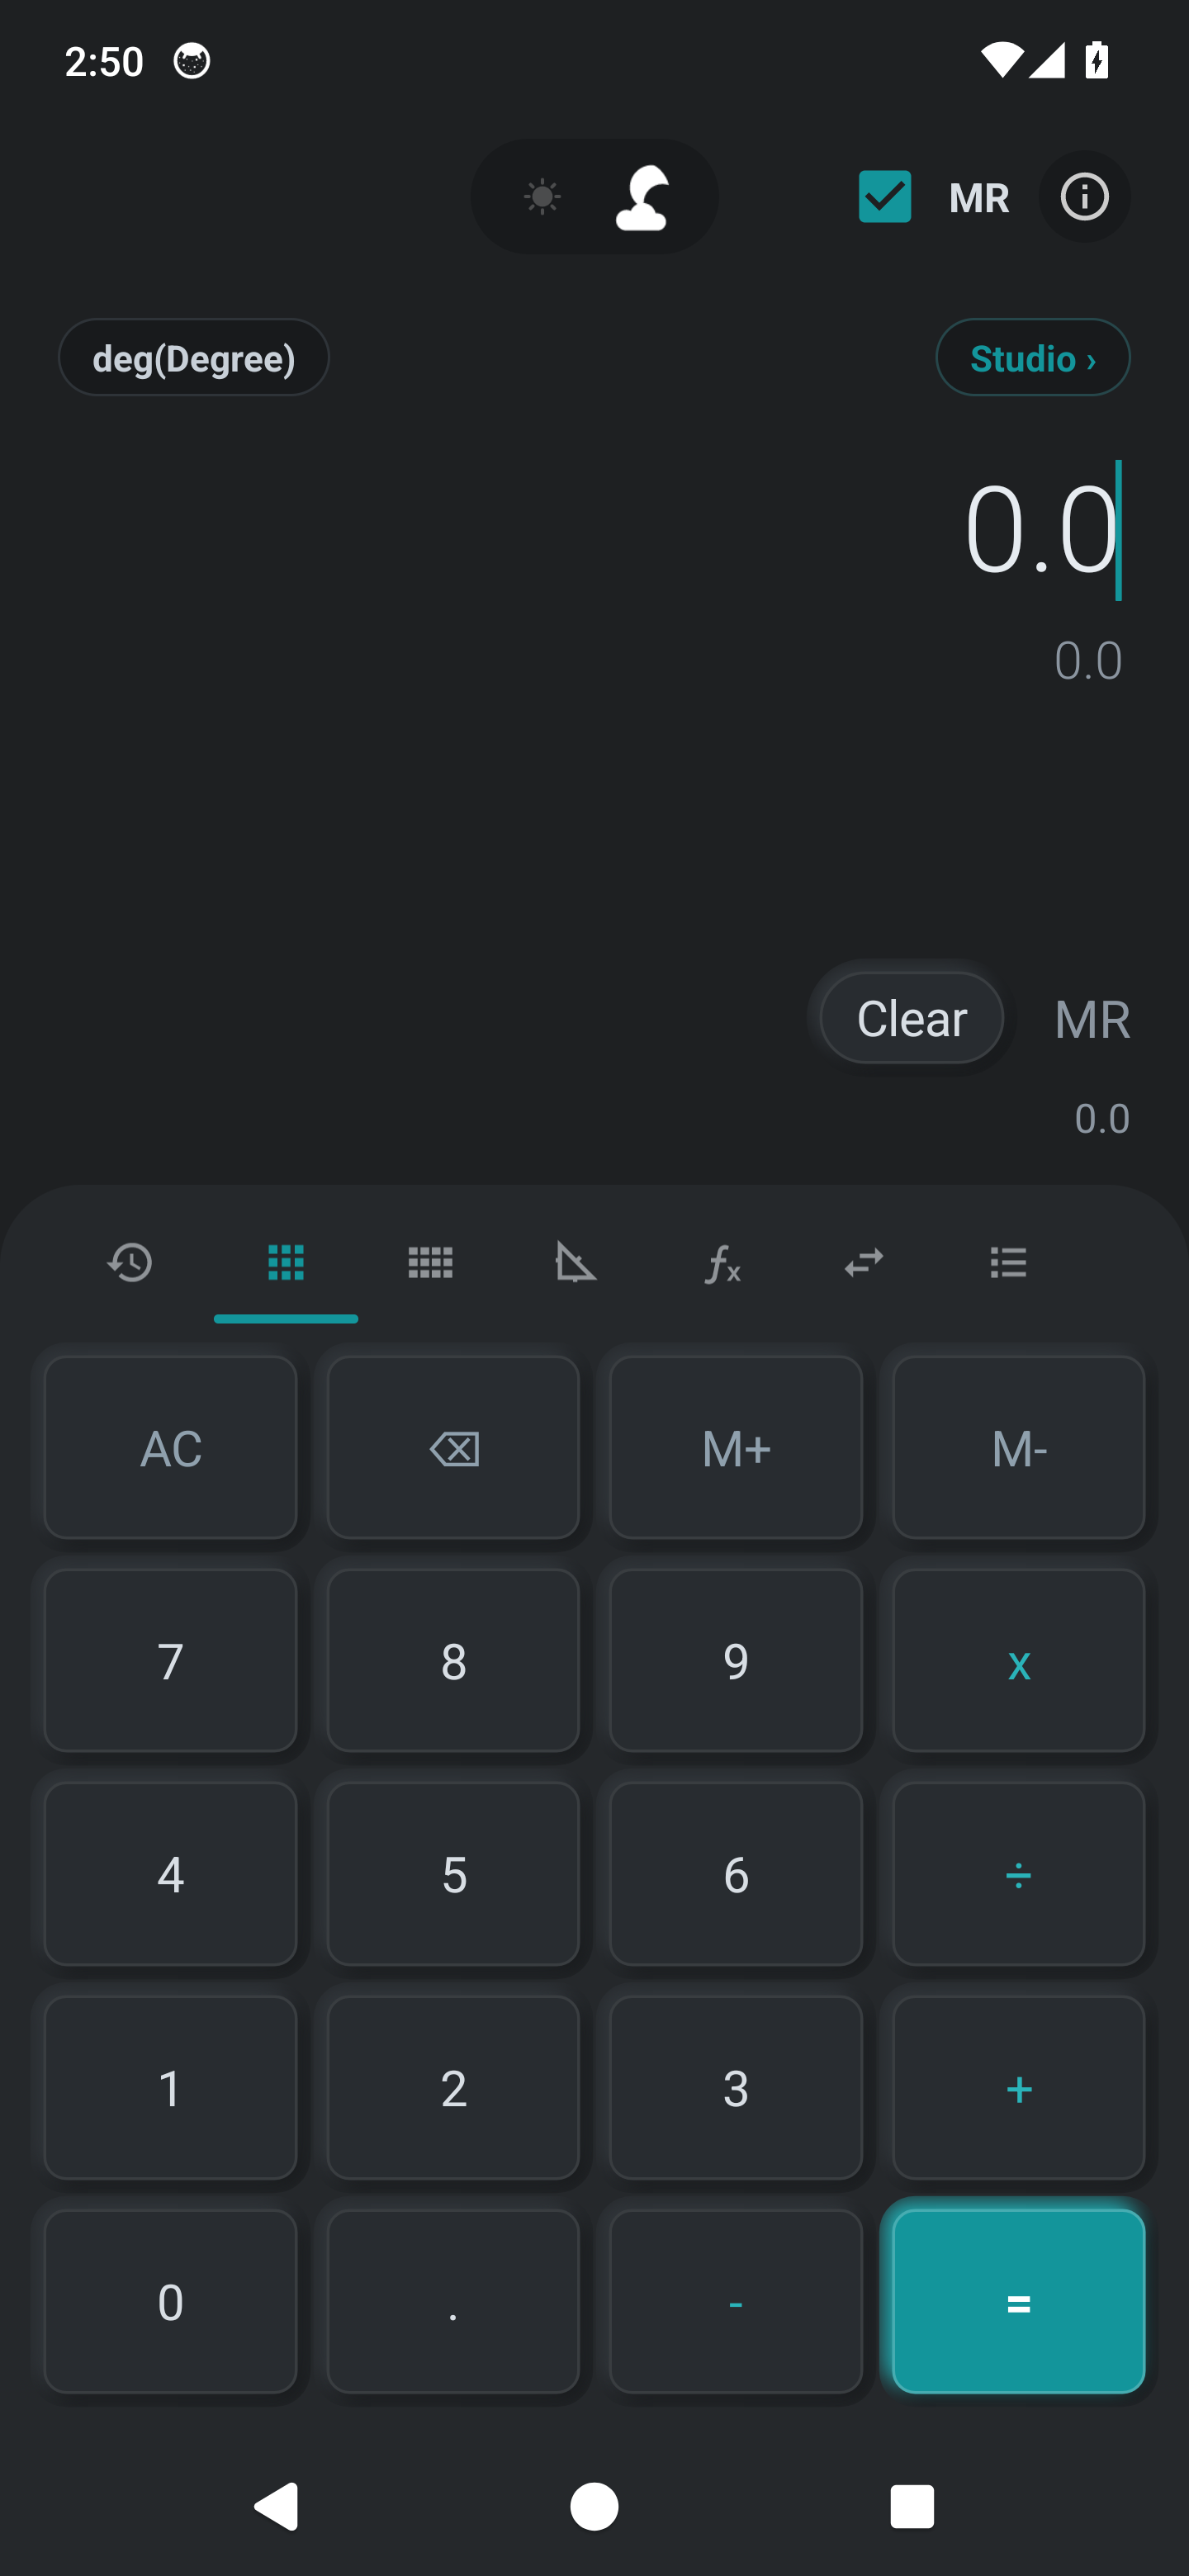 2:50
MR
deg(Degree)
Studio ›
0.0
0.0
Clear MR
0.0
fx
AC M+ M-
7 8 9 x
4 5 6 ÷
1 2 3 +
0 . - =